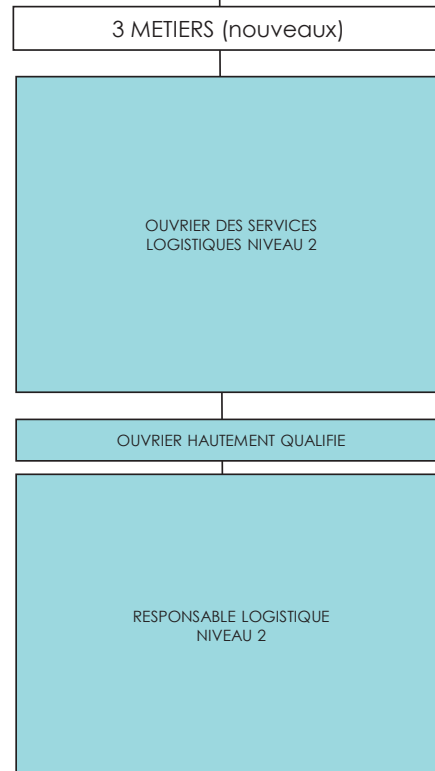 3 METIERS (nouveaux)
OUVRIER DES SERVICES
LOGISTIQUES NIVEAU 2
OUVRIER HAUTEMENT QUALIFIE
RESPONSABLE LOGISTIQUE
NIVEAU 2